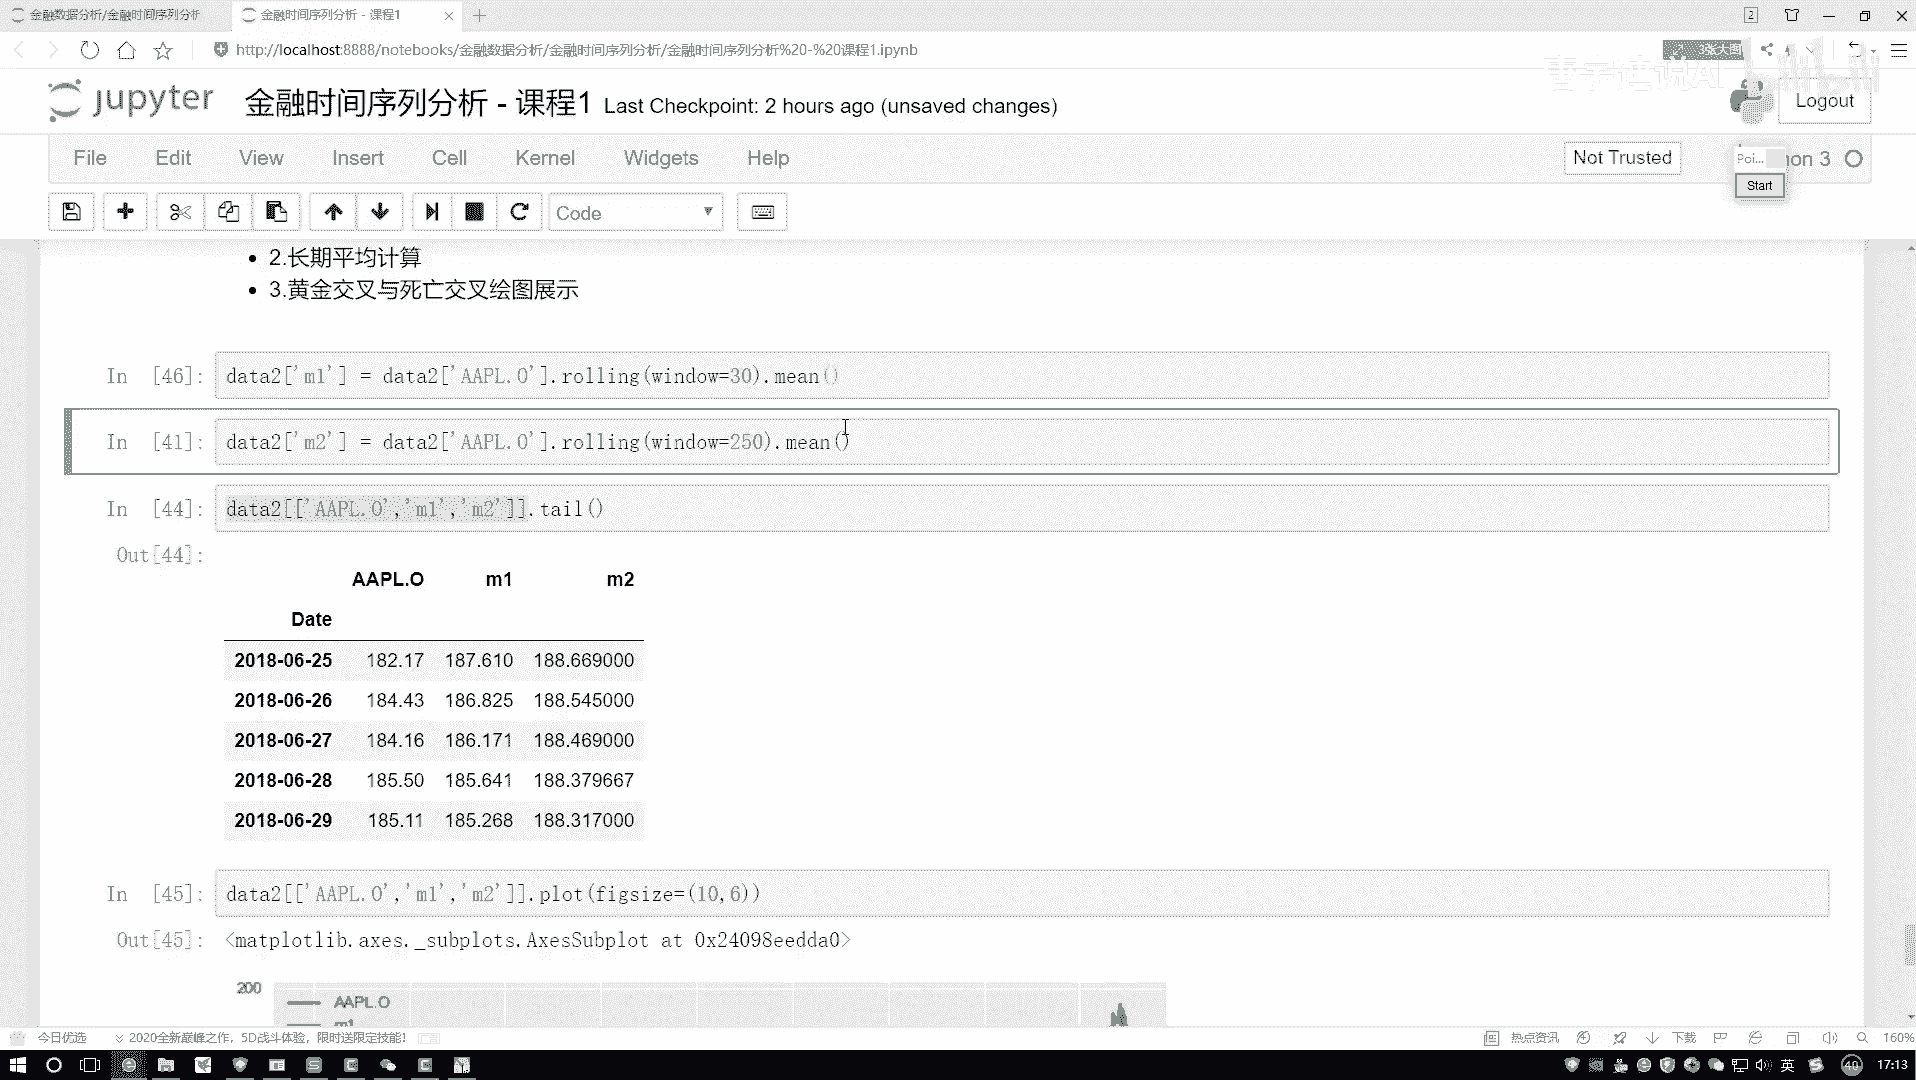 金融数据分析/金融时间序列分析
金融时间序列分析 - 课程1
2
http://localhost:8888/notebooks/金融数据分析/金融时间序列分析/金融时间序列分析%20-%20课程1.ipynb
3张大图
bilibili
jupyter
金融时间序列分析 - 课程1
Last Checkpoint: 2 hours ago (unsaved changes)
Logout
File Edit View Insert Cell Kernel Widgets Help
Not Trusted
Poi...
hon 3
Start
Code
2.长期平均计算
3.黄金交叉与死亡交叉绘图展示
In [46]: data2['m1'] = data2['AAPL.O'].rolling(window=30).mean()
In [41]: data2['m2'] = data2['AAPL.O'].rolling(window=250).mean()
In [44]: data2[['AAPL.O','m1','m2']].tail()
Out[44]:
AAPL.O m1 m2
Date
2018-06-25 182.17 187.610 188.669000
2018-06-26 184.43 186.825 188.545000
2018-06-27 184.16 186.171 188.469000
2018-06-28 185.50 185.641 188.379667
2018-06-29 185.11 185.268 188.317000
In [45]: data2[['AAPL.O','m1','m2']].plot(figsize=(10,6))
Out[45]: <matplotlib.axes._subplots.AxesSubplot at 0x24098eedda0>
200
AAPL.O
m1
今日优选
2020全新巅峰之作，5D战斗体验，限时送限定技能!
热点资讯
下载
160%
英
40
17:13